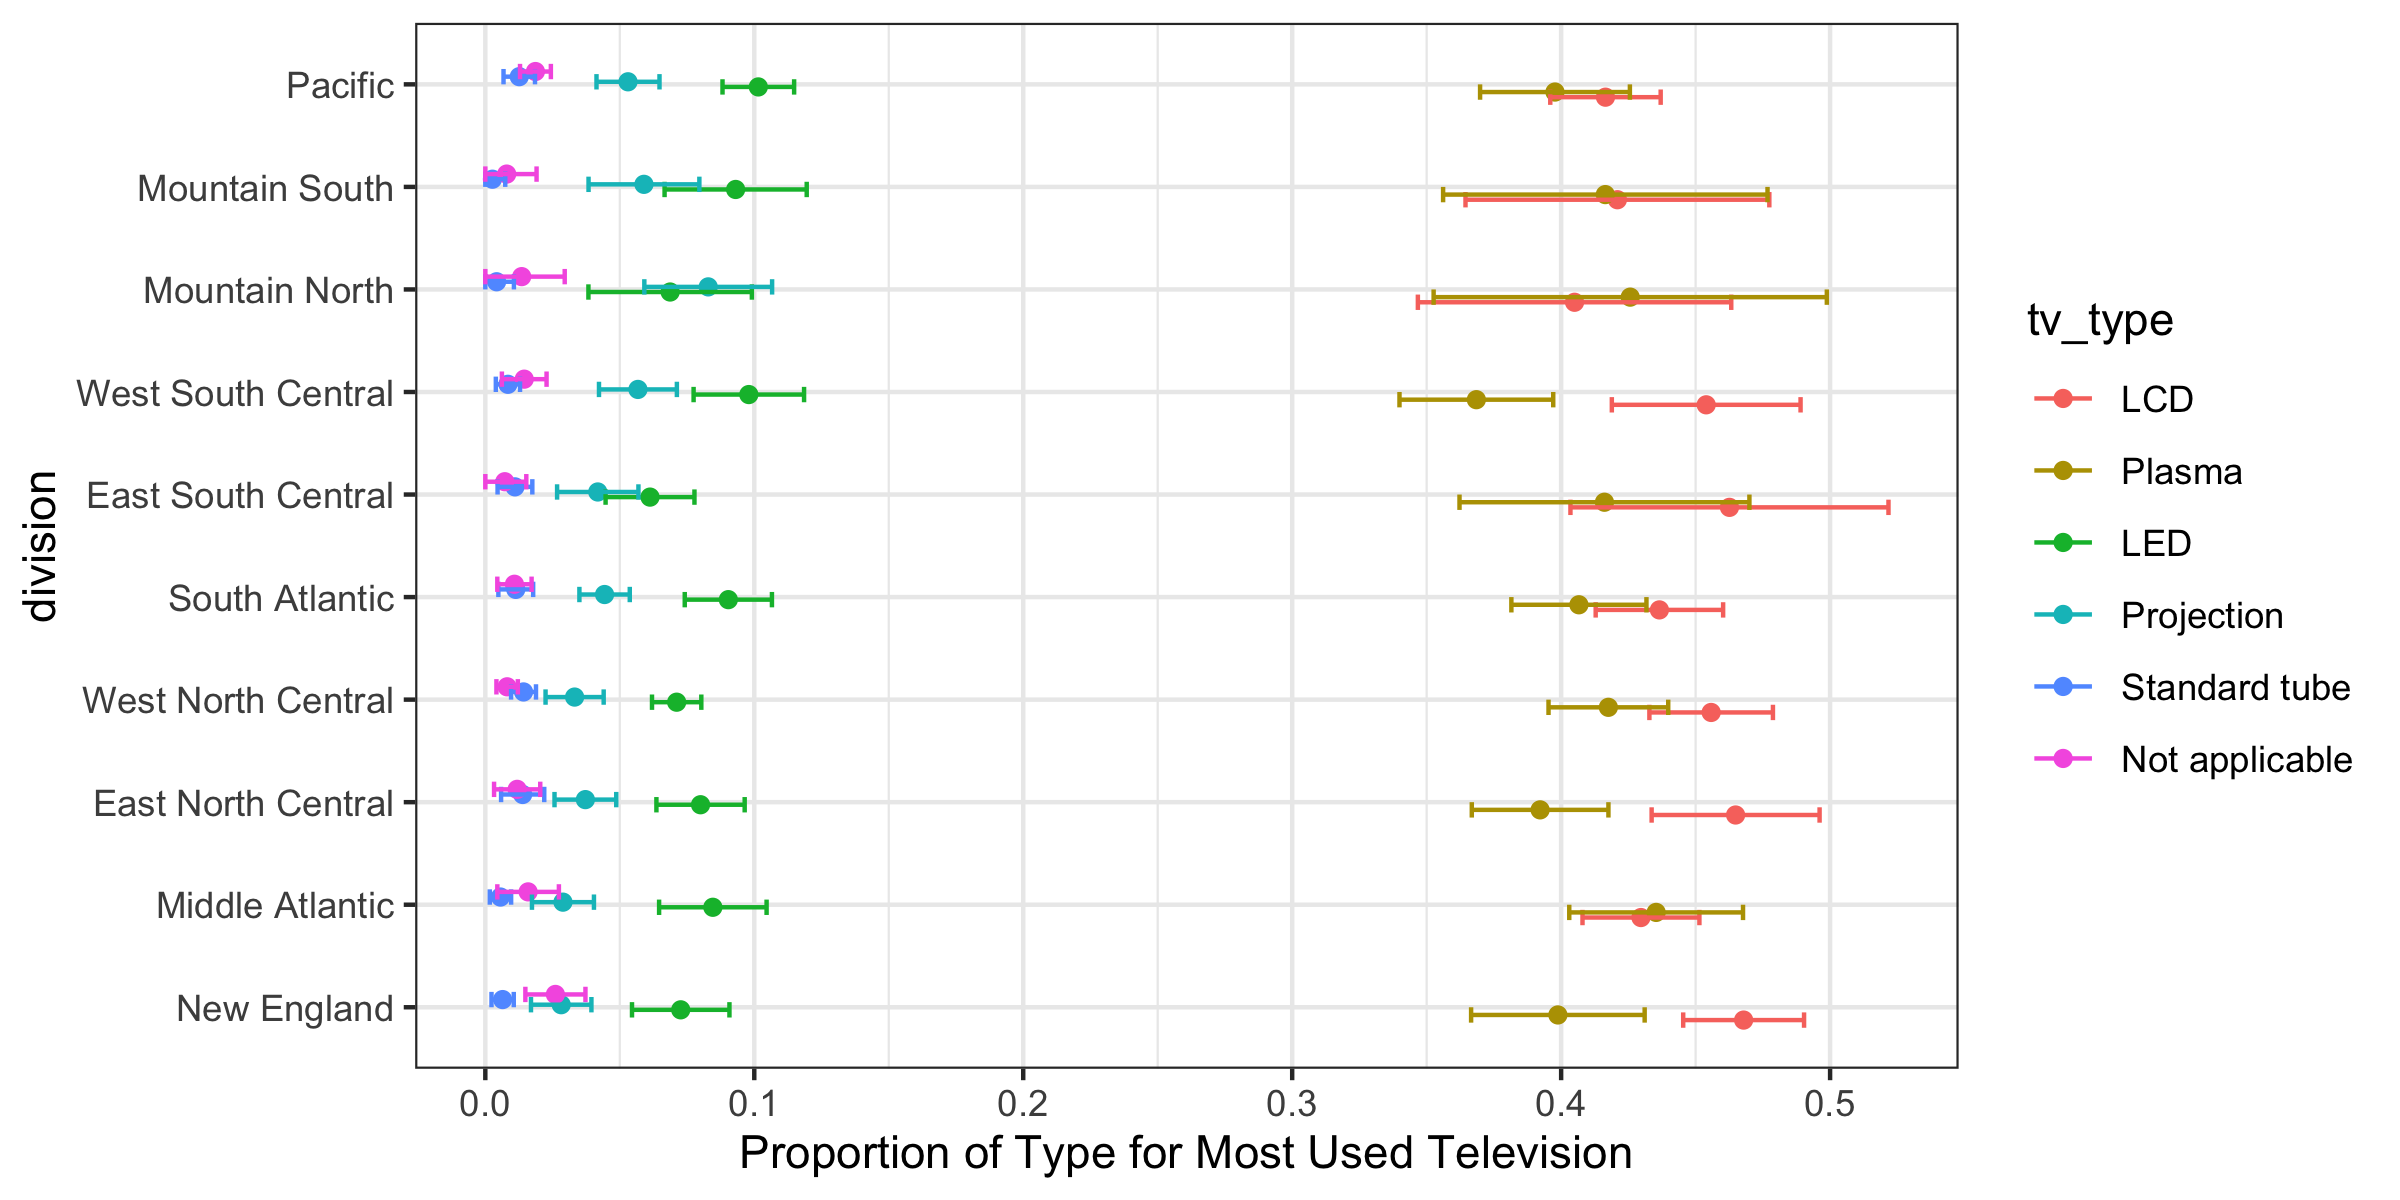 Pacific
Mountain South
Mountain North
West South Central
East South Central
South Atlantic
West North Central
East North Central
Middle Atlantic
New England
division
0.0 0.1 0.2 0.3 0.4 0.5
Proportion of Type for Most Used Television
tv_type
LCD
Plasma
LED
Projection
Standard tube
Not applicable